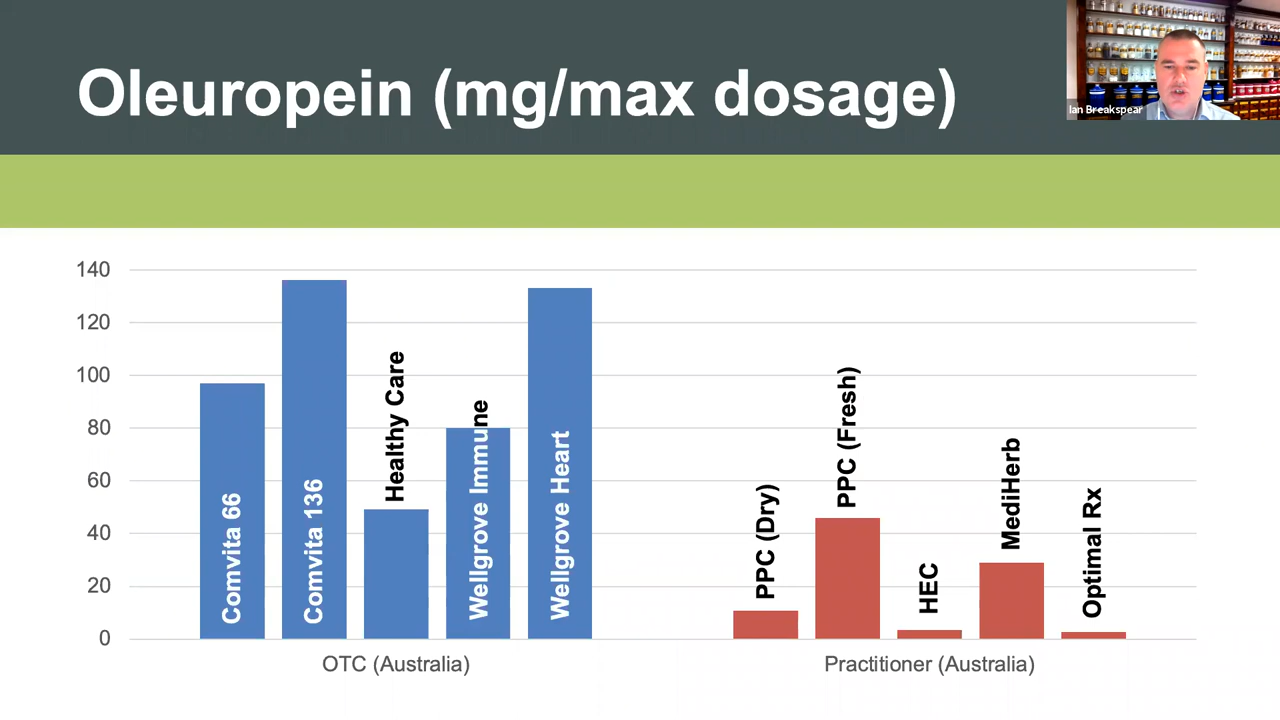 Oleuropein (mg/max dosage)
Ian Breakspear
140
120
100
80
60
40
20
0
Comvita 66
Comvita 136
Healthy Care
Wellgrove Immune
Wellgrove Heart
PPC (Dry)
PPC (Fresh)
HEC
MediHerb
Optimal Rx
OTC (Australia)
Practitioner (Australia)